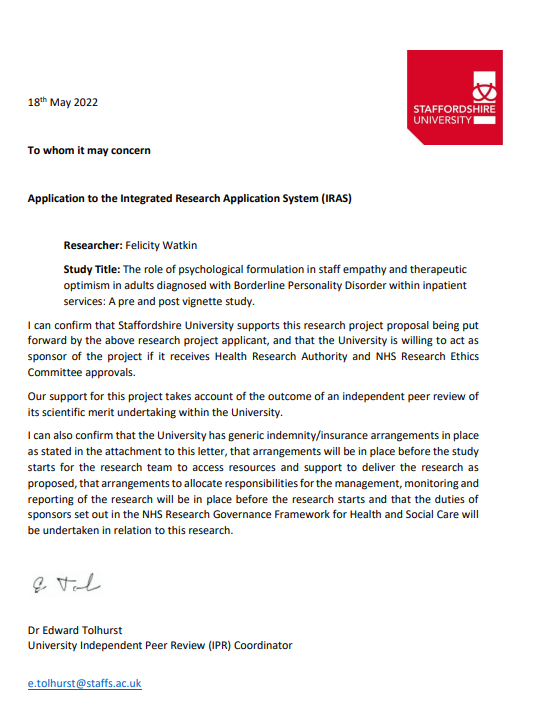 STAFFORDSHIRE
UNIVERSITY
18th May 2022
To whom it may concern
Application to the Integrated Research Application System (IRAS)
Researcher: Felicity Watkin
Study Title: The role of psychological formulation in staff empathy and therapeutic
optimism in adults diagnosed with Borderline Personality Disorder within inpatient
services: A pre and post vignette study.
I can confirm that Staffordshire University supports this research project proposal being put
forward by the above research project applicant, and that the University is willing to act as
sponsor of the project if it receives Health Research Authority and NHS Research Ethics
Committee approvals.
Our support for this project takes account of the outcome of an independent peer review of
its scientific merit undertaking within the University.
I can also confirm that the University has generic indemnity/insurance arrangements in place
as stated in the attachment to this letter, that arrangements will be in place before the study
starts for the research team to access resources and support to deliver the research as
proposed, that arrangements to allocate responsibilities for the management, monitoring and
reporting of the research will be in place before the research starts and that the duties of
sponsors set out in the NHS Research Governance Framework for Health and Social Care will
be undertaken in relation to this research.
Dr Edward Tolhurst
University Independent Peer Review (IPR) Coordinator
e.tolhurst@staffs.ac.uk